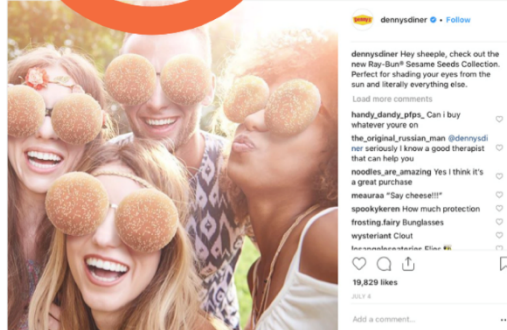 dennysdiner • Follow
dennysdiner Hey sheeple, check out the
new Ray-Bun® Sesame Seeds Collection.
Perfect for shading your eyes from the
sun and literally everything else.
Load more comments
handy_dandy_pfps_ Can i buy
whatever youre on
the_original_russian_man @dennysdi
ner seriously I know a good therapist
that can help you
noodles_are_amazing Yes I think it's
a great purchase
meauraa "Say cheese!!!"
spookykeren How much protection
frosting.fairy Bunglasses
wysteriant Clout
19,829 likes
JULY 4
Add a comment...